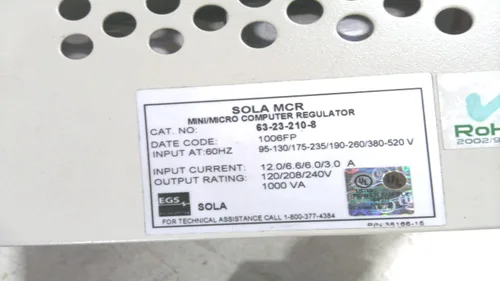 SOLA MCR
MINI/MICRO COMPUTER REGULATOR
CAT. NO: 63-23-210-8
DATE CODE: 1006FP
INPUT AT:60HZ 95-130/175-235/190-260/380-520 V
INPUT CURRENT: 12.0/6.6/6.0/3.0 A
OUTPUT RATING: 120/208/240V
1000 VA
EGS SOLA
FOR TECHNICAL ASSISTANCE CALL 1-800-377-4384
RoH
2002/9